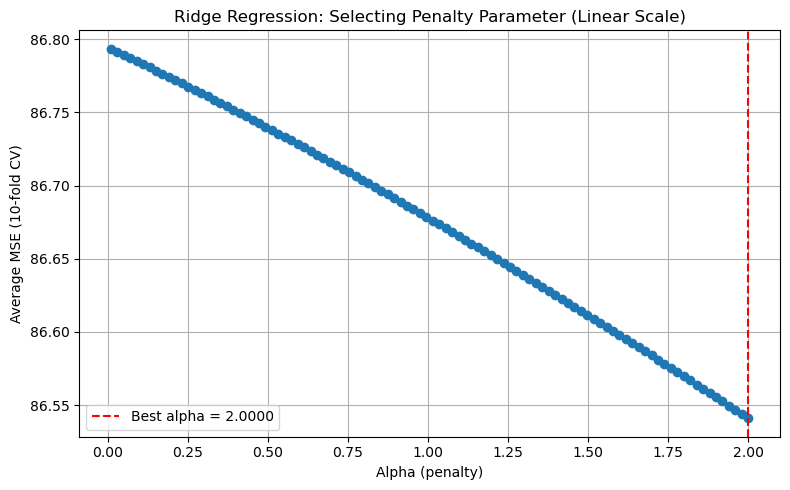 Ridge Regression: Selecting Penalty Parameter (Linear Scale)
Average MSE (10-fold CV)
86.80
86.75
86.70
86.65
86.60
86.55
Best alpha = 2.0000
0.00 0.25 0.50 0.75 1.00 1.25 1.50 1.75 2.00
Alpha (penalty)